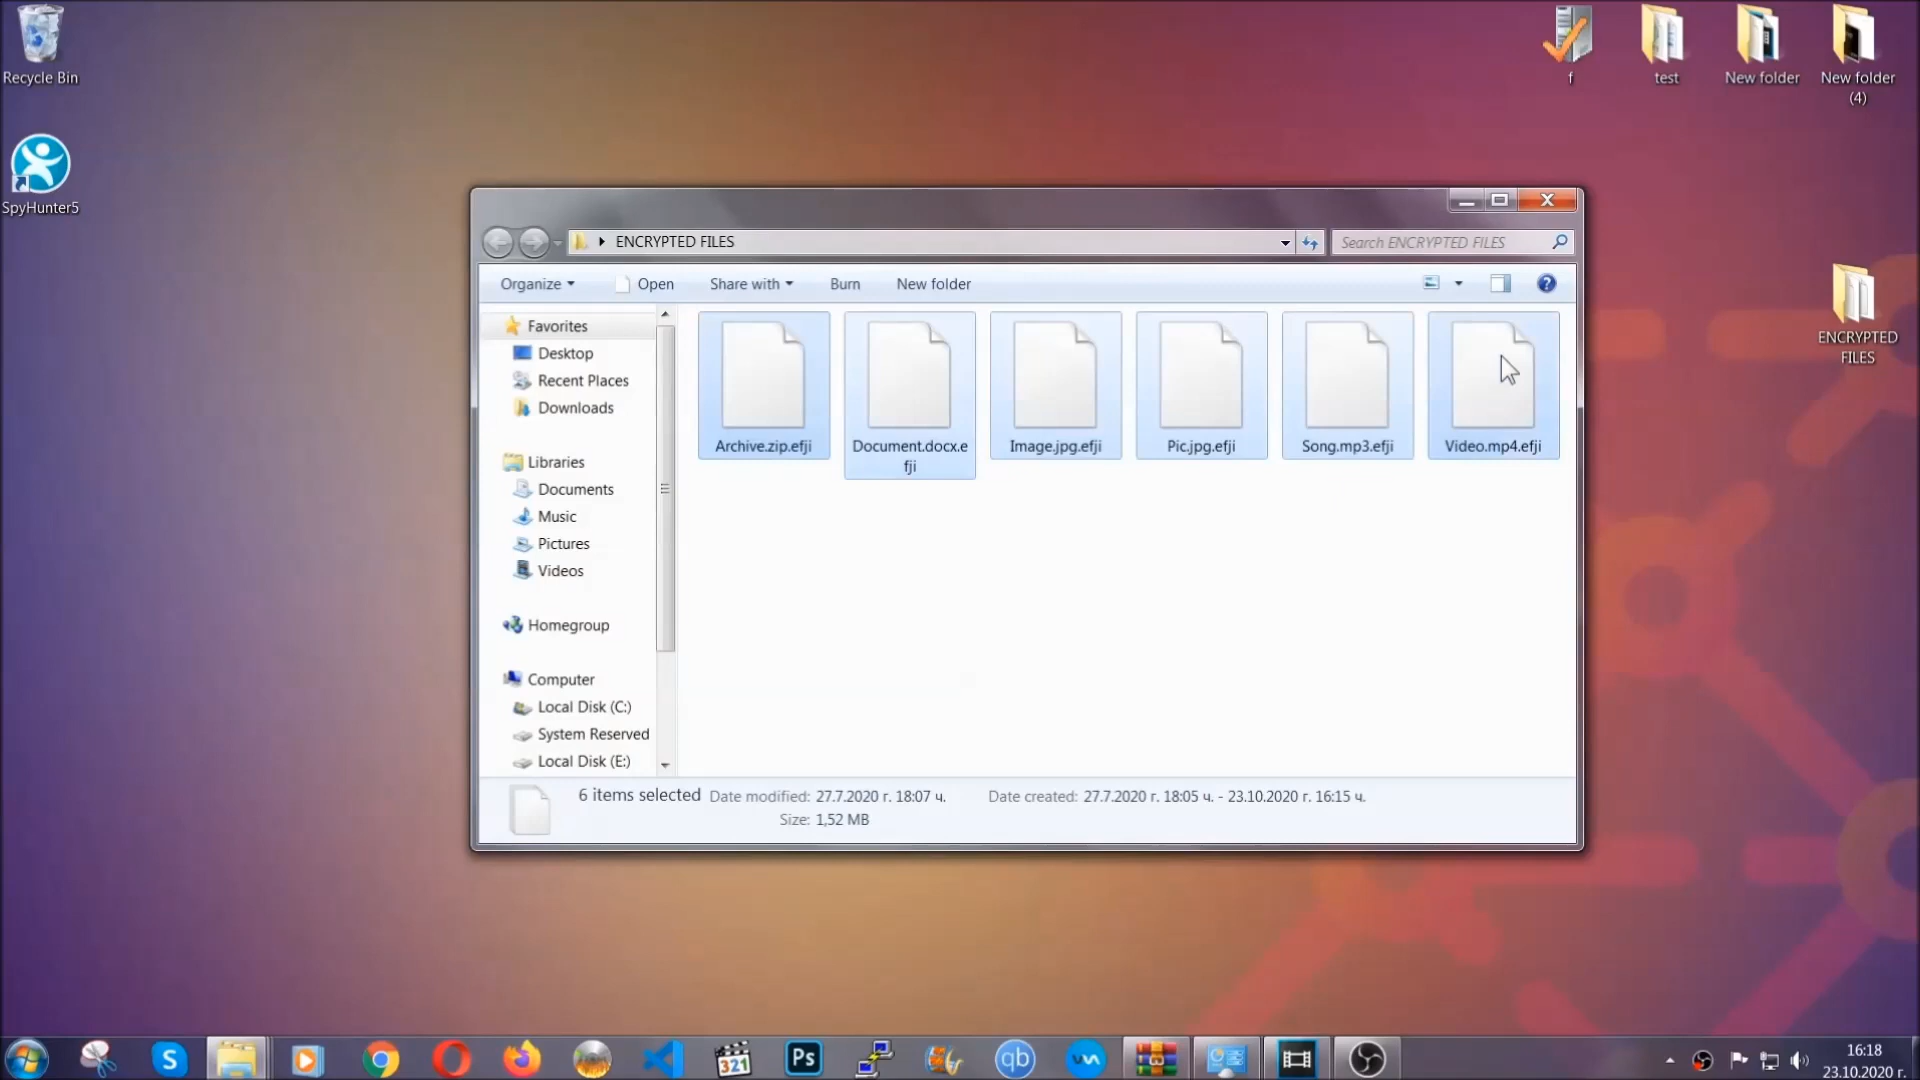 Recycle Bin
SpyHunter5
f
test
New folder
New folder
(4)
ENCRYPTED
FILES
ENCRYPTED FILES
Search ENCRYPTED FILES
Organize
Open
Share with
Burn
New folder
Favorites
Desktop
Recent Places
Downloads
Libraries
Documents
Music
Pictures
Videos
Homegroup
Computer
Local Disk (C:)
System Reserved
Local Disk (E:)
Archive.zip.efji
Document.docx.e
fji
Image.jpg.efji
Pic.jpg.efji
Song.mp3.efji
Video.mp4.efji
6 items selected Date modified: 27.7.2020 г. 18:07 ч. Date created: 27.7.2020 г. 18:05 ч. - 23.10.2020 г. 16:15 ч.
Size: 1,52 MB
S
321
Ps
qb
16:18
23.10.2020 г.